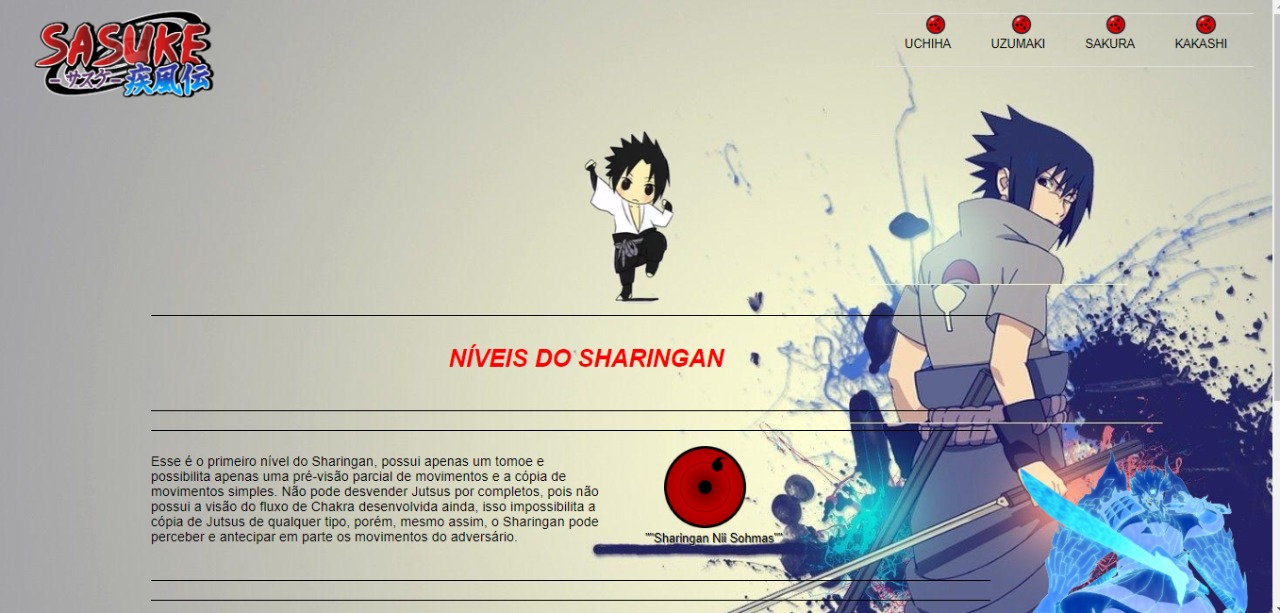 SASUKE
－サスケ－ 疾風伝
UCHIHA
UZUMAKI
SAKURA
KAKASHI
NÍVEIS DO SHARINGAN
Esse é o primeiro nível do Sharingan, possui apenas um tomoe e
possibilita apenas uma pré-visão parcial de movimentos e a cópia de
movimentos simples. Não pode desvender Jutsus por completos, pois não
possui a visão do fluxo de Chakra desenvolvida ainda, isso impossibilita a
cópia de Jutsus de qualquer tipo, porém, mesmo assim, o Sharingan pode
perceber e antecipar em parte os movimentos do adversário.
""Sharingan Nii Sohmas""